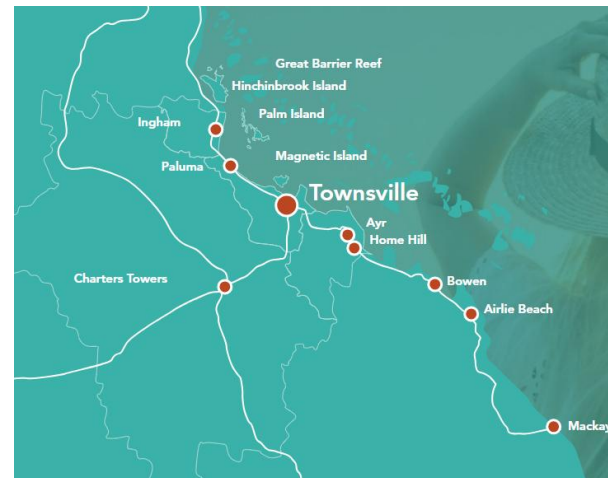 Great Barrier Reef
Hinchinbrook Island
Palm Island
Ingham
Magnetic Island
Paluma
Townsville
Ayr
Home Hill
Charters Towers
Bowen
Airlie Beach
Mackay